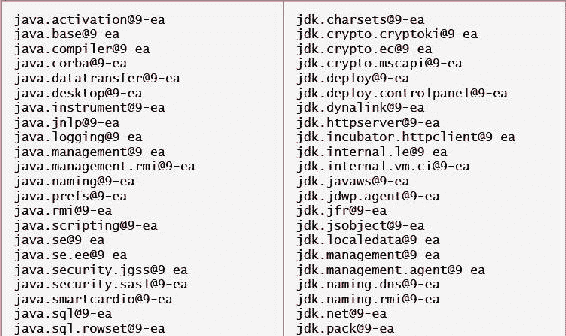 java.activation@9-ea
java.base@9 ea
java.compiler@9 ea
java.corba@9-ea
java.datatransfer@9-ea
java.desktop@9-ea
java.instrument@9-ea
java.jnlp@9-ea
java.logging@9 ea
java.management@9 ea
java.management.rmi@9-ea
java.naming@9-ea
java.prefs@9-ea
java.rmi@9-ea
java.scripting@9-ea
java.se@9 ea
java.se.ee@9 ea
java.security.jgss@9 ea
java.security.sasl@9-ea
java.smartcardio@9-ea
java.sql@9-ea
java.sql.rowset@9-ea
jdk.charsets@9-ea
jdk.crypto.cryptoki@9 ea
jdk.crypto.ec@9 ea
jdk.crypto.mscapi@9-ea
jdk.deploy@9-ea
jdk.deploy.controlpanel@9-ea
jdk.dynalink@9-ea
jdk.httpserver@9-ea
jdk.incubator.httpclient@9 ea
jdk.internal.le@9 ea
jdk.internal.vm.ci@9-ea
jdk.javaws@9-ea
jdk.jdwp.agent@9-ea
jdk.jfr@9-ea
jdk.jsobject@9-ea
jdk.localedata@9 ea
jdk.management@9 ea
jdk.management.agent@9 ea
jdk.naming.dns@9-ea
jdk.naming.rmi@9-ea
jdk.net@9-ea
jdk.pack@9-ea